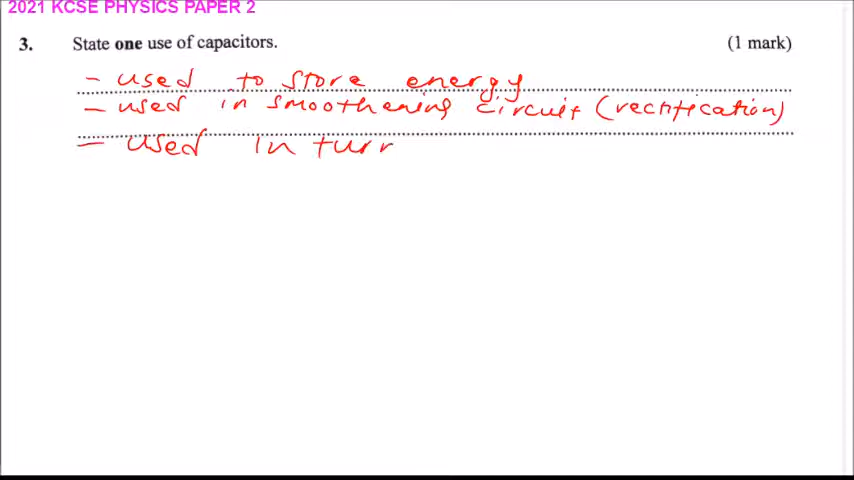 2021 KCSE PHYSICS PAPER 2
3. State one use of capacitors. (1 mark)
- used to store energy
- used in smoothening circuit (rectification)
- used in turr